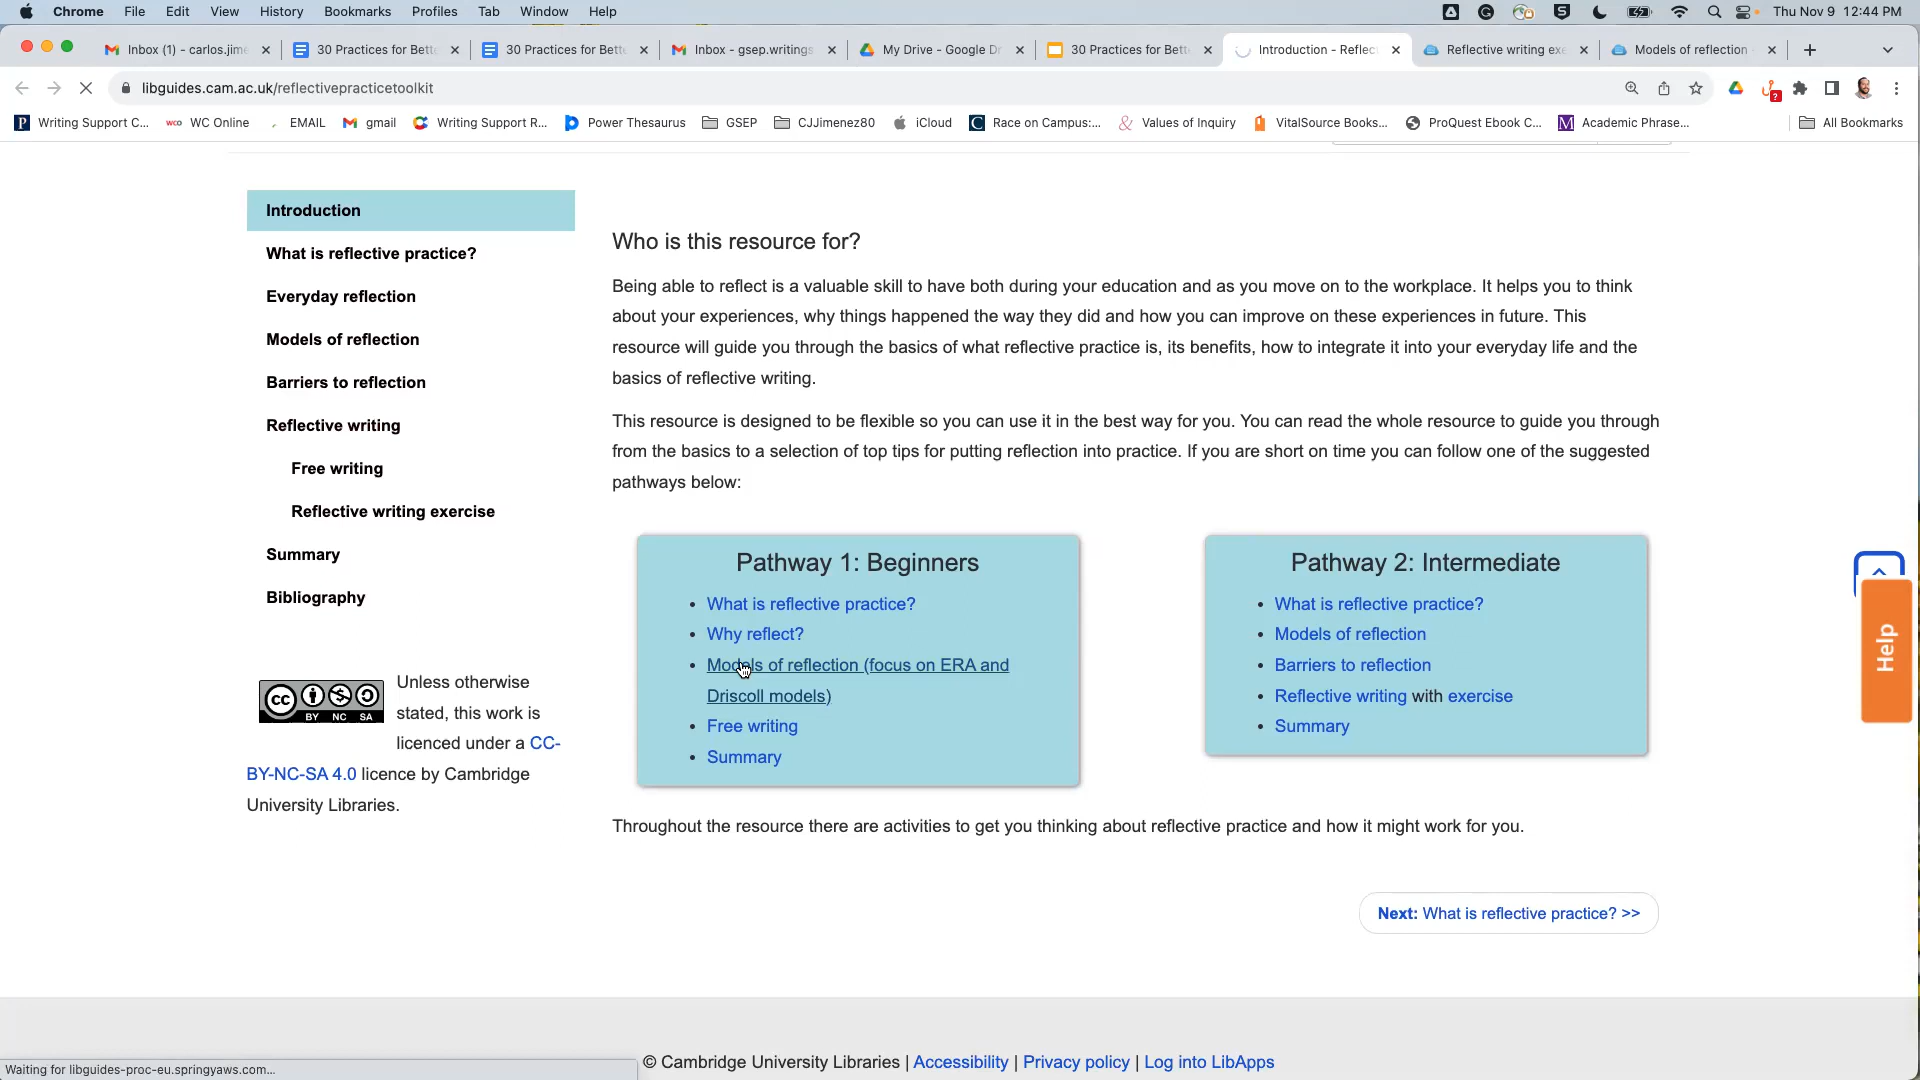 Chrome File Edit View History Bookmarks Profiles Tab Window Help Thu Nov 9 12:44 PM
Inbox (1) - carlos.jime 30 Practices for Bette 30 Practices for Bette Inbox - gsep.writings. My Drive - Google Dr 30 Practices for Bette Introduction - Reflec Reflective writing exe Models of reflection
libguides.cam.ac.uk/reflectivepracticetoolkit
Writing Support C... WC Online EMAIL gmail Writing Support R... Power Thesaurus GSEP CJJimenez80 iCloud Race on Campus:... Values of Inquiry VitalSource Books... ProQuest Ebook C... Academic Phrase... All Bookmarks
Introduction
What is reflective practice?
Everyday reflection
Models of reflection
Barriers to reflection
Reflective writing
Free writing
Reflective writing exercise
Summary
Bibliography
CC BY NC SA
Unless otherwise
stated, this work is
licenced under a CC-
BY-NC-SA 4.0 licence by Cambridge
University Libraries.
Who is this resource for?
Being able to reflect is a valuable skill to have both during your education and as you move on to the workplace. It helps you to think
about your experiences, why things happened the way they did and how you can improve on these experiences in future. This
resource will guide you through the basics of what reflective practice is, its benefits, how to integrate it into your everyday life and the
basics of reflective writing.
This resource is designed to be flexible so you can use it in the best way for you. You can read the whole resource to guide you through
from the basics to a selection of top tips for putting reflection into practice. If you are short on time you can follow one of the suggested
pathways below:
Pathway 1: Beginners
• What is reflective practice?
• Why reflect?
• Models of reflection (focus on ERA and
Driscoll models)
• Free writing
• Summary
Pathway 2: Intermediate
• What is reflective practice?
• Models of reflection
• Barriers to reflection
• Reflective writing with exercise
• Summary
Throughout the resource there are activities to get you thinking about reflective practice and how it might work for you.
Next: What is reflective practice? >>
Help
© Cambridge University Libraries | Accessibility | Privacy policy | Log into LibApps
Waiting for libguides-proc-eu.springyaws.com...